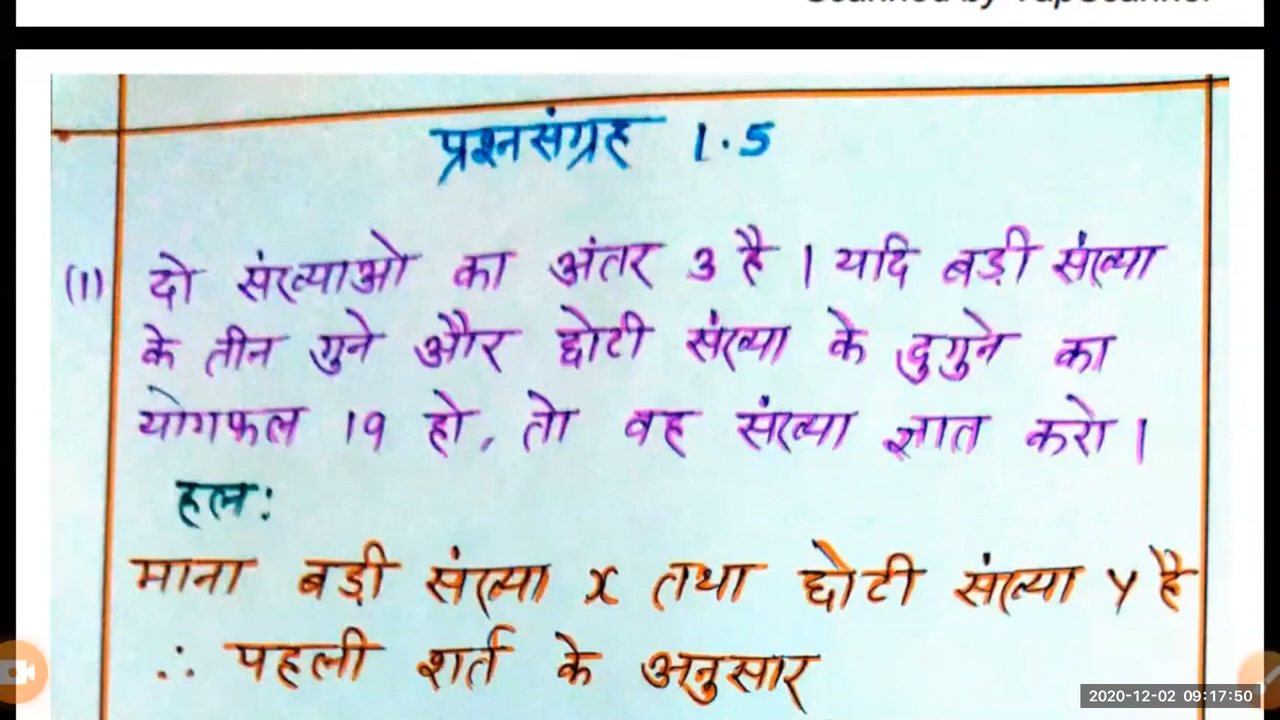 प्रश्नसंग्रह 1.5
(1) दो संख्याओ का अंतर 3 है । यदि बड़ी संख्या
के तीन गुने और छोटी संख्या के दुगुने का
योगफल 19 हो, तो वह संख्या ज्ञात करो ।
हल:
माना बड़ी संख्या x तथा छोटी संख्या y है
∴ पहली शर्त के अनुसार
2020-12-02 09:17:50